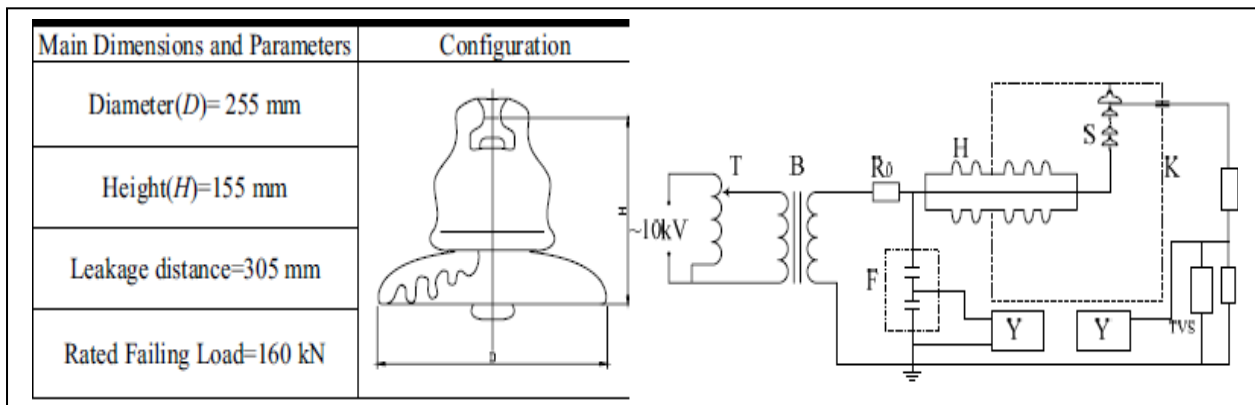 Main Dimensions and Parameters
Configuration
Diameter(D)= 255 mm
Height(H)=155 mm
Leakage distance=305 mm
Rated Failing Load=160 kN
H
D
~10kV
T
B
R0
H
S
K
F
Y
Y
TVS